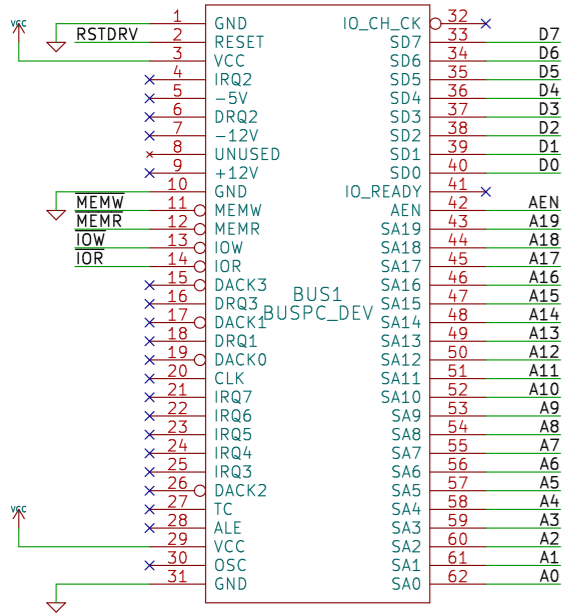 VCC
1 GND IO_CH_CK 32
RSTDRV 2 RESET SD7 33 D7
3 VCC SD6 34 D6
4 IRQ2 SD5 35 D5
5 -5V SD4 36 D4
6 DRQ2 SD3 37 D3
7 -12V SD2 38 D2
8 UNUSED SD1 39 D1
9 +12V SD0 40 D0
10 GND IO_READY 41
MEMW 11 MEMW AEN 42 AEN
MEMR 12 MEMR SA19 43 A19
IOW 13 IOW SA18 44 A18
IOR 14 IOR SA17 45 A17
15 DACK3 SA16 46 A16
BUS1
16 DRQ3 SA15 47 A15
BUSPC_DEV
17 DACK1 SA14 48 A14
18 DRQ1 SA13 49 A13
19 DACK0 SA12 50 A12
20 CLK SA11 51 A11
21 IRQ7 SA10 52 A10
22 IRQ6 SA9 53 A9
23 IRQ5 SA8 54 A8
24 IRQ4 SA7 55 A7
25 IRQ3 SA6 56 A6
26 DACK2 SA5 57 A5
VCC
27 TC SA4 58 A4
28 ALE SA3 59 A3
29 VCC SA2 60 A2
30 OSC SA1 61 A1
31 GND SA0 62 A0